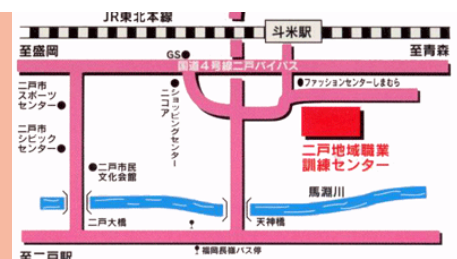 JR東北本線
斗米駅
至盛岡
GS
至青森
国道4号線二戸バイパス
ファッションセンターしまむら
二戸市
スポーツ
センター
ショッピングセンター
ニコア
二戸市
シビック
センター
二戸地域職業
訓練センター
二戸市民
文化会館
馬淵川
二戸大橋
天神橋
福岡長嶺バス停
至二戸駅